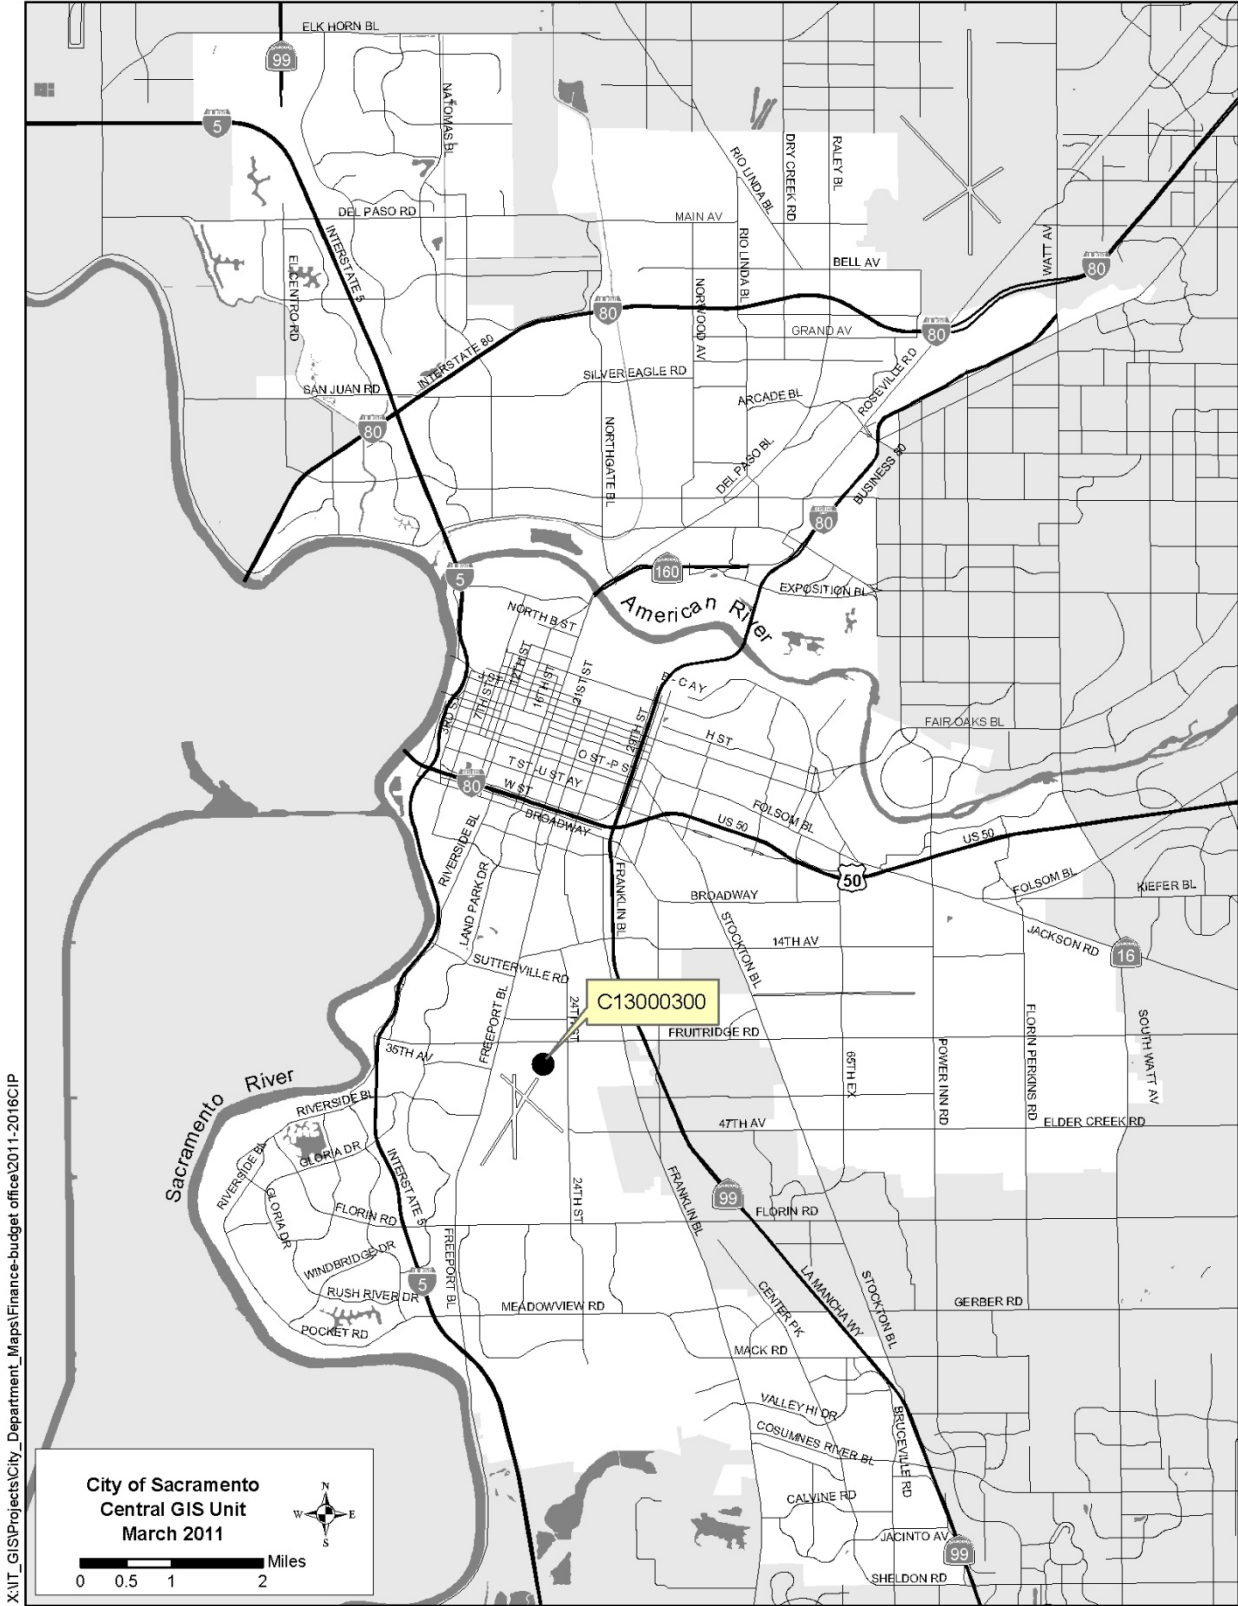 ELK HORN BL
99
5
NATOMAS BL
DRY CREEK RD
RALEY BL
RIO LINDA BL
DEL PASO RD
MAIN AV
INTERSTATE 5
EL CENTRO RD
RIO LINDA BL
BELL AV
WATT AV
80
80
NORWOOD AV
GRAND AV
80
INTERSTATE 80
SILVER EAGLE RD
SAN JUAN RD
ROSEVILLE RD
ARCADE BL
80
NORTHGATE BL
DEL PASO BL
BUSINESS 80
80
5
160
EXPOSITION BL
American River
NORTH B ST
12TH ST
16TH ST
21ST ST
7TH ST
3RD ST
29TH ST
H ST
FAIR OAKS BL
O ST-P ST
T ST-U ST AY
80
W ST
BROADWAY
FOLSOM BL
US 50
US 50
50
FOLSOM BL
KIEFER BL
RIVERSIDE BL
LAND PARK DR
FRANKLIN BL
BROADWAY
STOCKTON BL
14TH AV
JACKSON RD
16
SUTTERVILLE RD
C13000300
24TH ST
FREEPORT BL
FRUITRIDGE RD
35TH AV
65TH EX
POWER INN RD
FLORIN PERKINS RD
SOUTH WATT AV
Sacramento River
RIVERSIDE BL
47TH AV
ELDER CREEK RD
RIVERSIDE BL
GLORIA DR
GLORIA DR
INTERSTATE 5
24TH ST
FRANKLIN BL
99
FLORIN RD
FLORIN RD
FREEPORT BL
WINDBRIDGE DR
5
RUSH RIVER DR
POCKET RD
MEADOWVIEW RD
CENTER PK
LA MANCHA WY
STOCKTON BL
GERBER RD
MACK RD
VALLEY HI DR
COSUMNES RIVER BL
BRUCEVILLE RD
CALVINE RD
JACINTO AV
99
SHELDON RD
City of Sacramento
Central GIS Unit
March 2011
N
W E
S
Miles
0 0.5 1 2
X:\IT_GIS\Projects\City_Department_Maps\Finance-budget office\2011-2016CIP